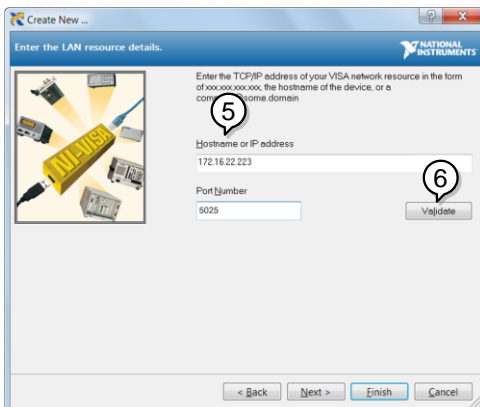 Create New ...
Enter the LAN resource details.
NATIONAL
INSTRUMENTS
NI-VISA
Enter the TCP/IP address of your VISA network resource in the form
of xxx.xxx.xxx.xxx, the hostname of the device, or a
some.domain
5
Hostname or IP address
172.16.22.223
6
Port Number
5025
Validate
< Back
Next >
Finish
Cancel